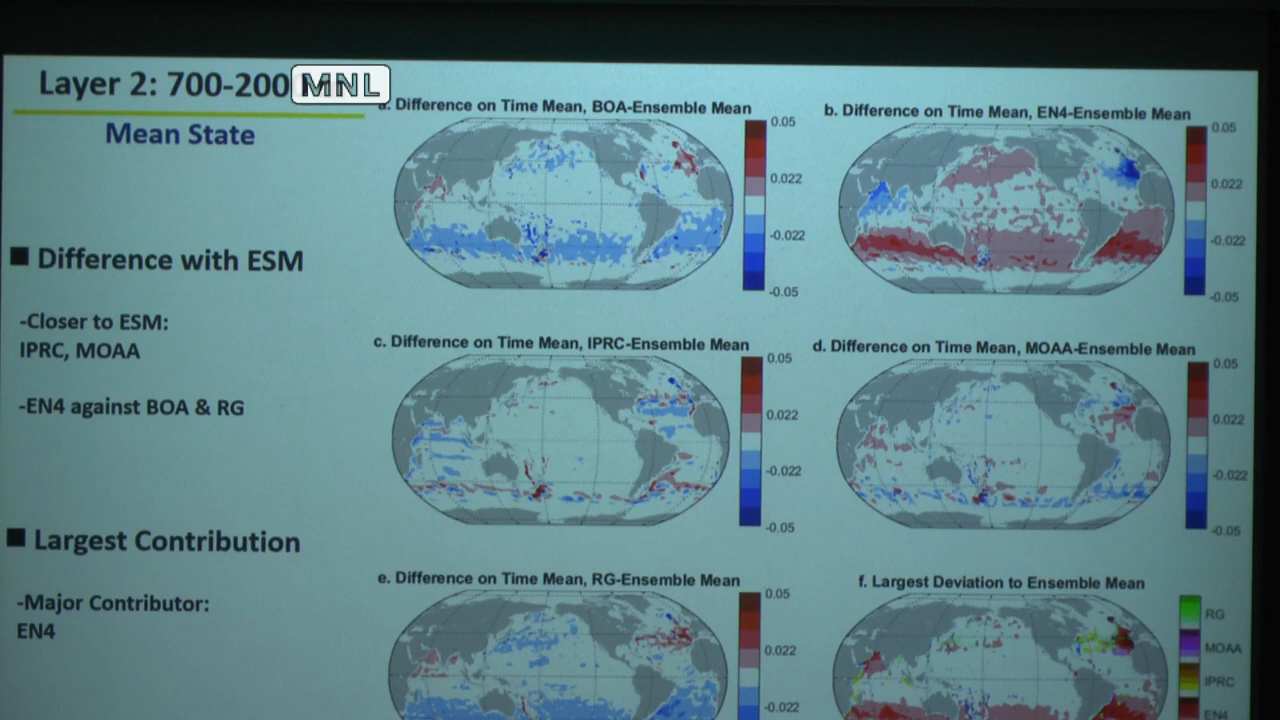 Layer 2: 700-200
MNL
Mean State
Difference with ESM
-Closer to ESM:
IPRC, MOAA
-EN4 against BOA & RG
Largest Contribution
-Major Contributor:
EN4
a. Difference on Time Mean, BOA-Ensemble Mean
0.05
0.022
-0.022
-0.05
b. Difference on Time Mean, EN4-Ensemble Mean
0.05
0.022
-0.022
-0.05
c. Difference on Time Mean, IPRC-Ensemble Mean
0.05
0.022
-0.022
-0.05
d. Difference on Time Mean, MOAA-Ensemble Mean
0.05
0.022
-0.022
-0.05
e. Difference on Time Mean, RG-Ensemble Mean
0.05
0.022
-0.022
f. Largest Deviation to Ensemble Mean
RG
MOAA
IPRC
EN4